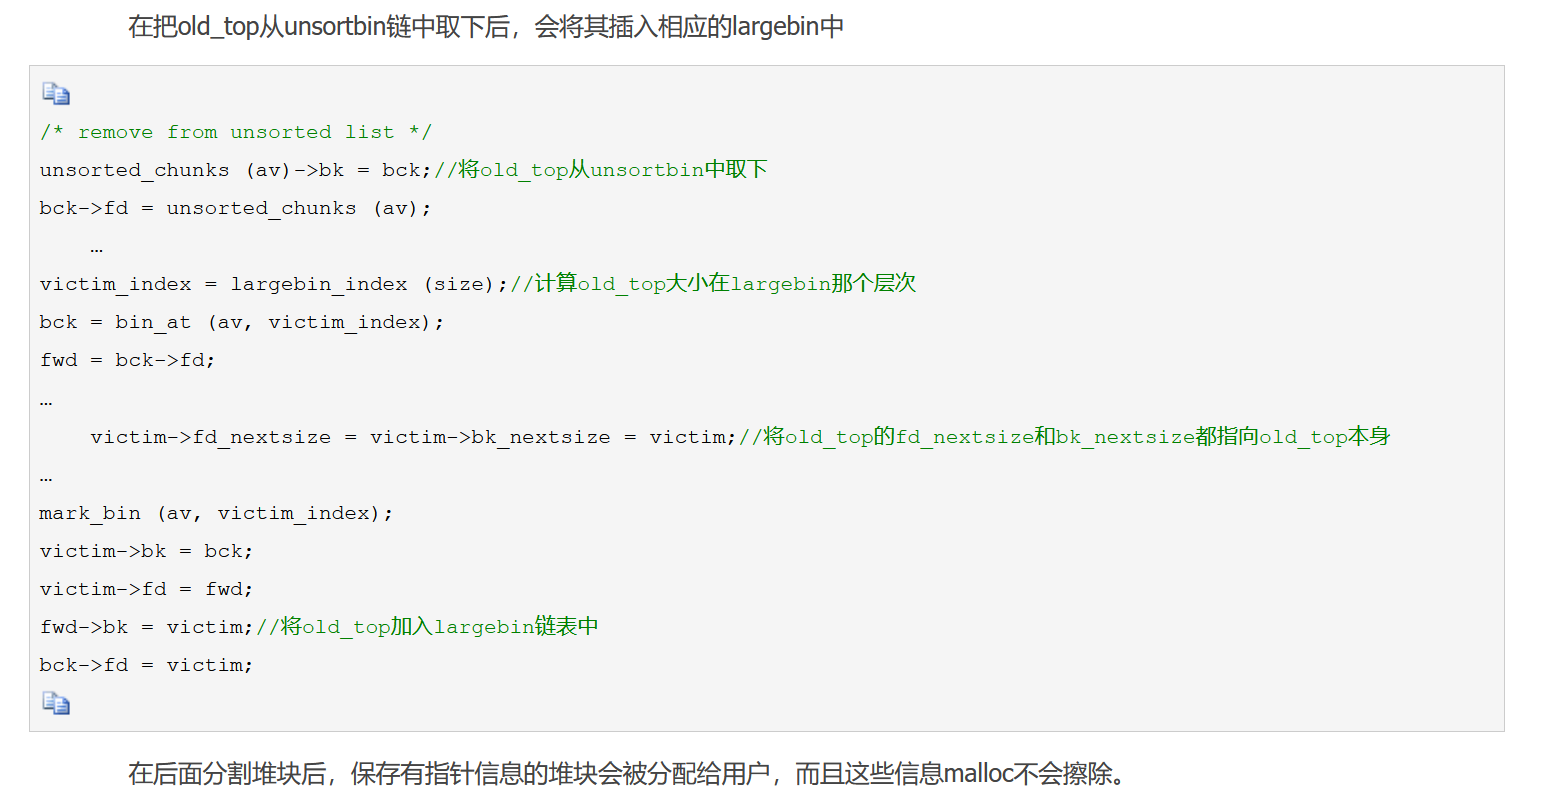 在把old_top从unsortbin链中取下后，会将其插入相应的largebin中
/* remove from unsorted list */
unsorted_chunks (av)->bk = bck;//将old_top从unsortbin中取下
bck->fd = unsorted_chunks (av);
…
victim_index = largebin_index (size);//计算old_top大小在largebin那个层次
bck = bin_at (av, victim_index);
fwd = bck->fd;
…
victim->fd_nextsize = victim->bk_nextsize = victim;//将old_top的fd_nextsize和bk_nextsize都指向old_top本身
…
mark_bin (av, victim_index);
victim->bk = bck;
victim->fd = fwd;
fwd->bk = victim;//将old_top加入largebin链表中
bck->fd = victim;
在后面分割堆块后，保存有指针信息的堆块会被分配给用户，而且这些信息malloc不会擦除。